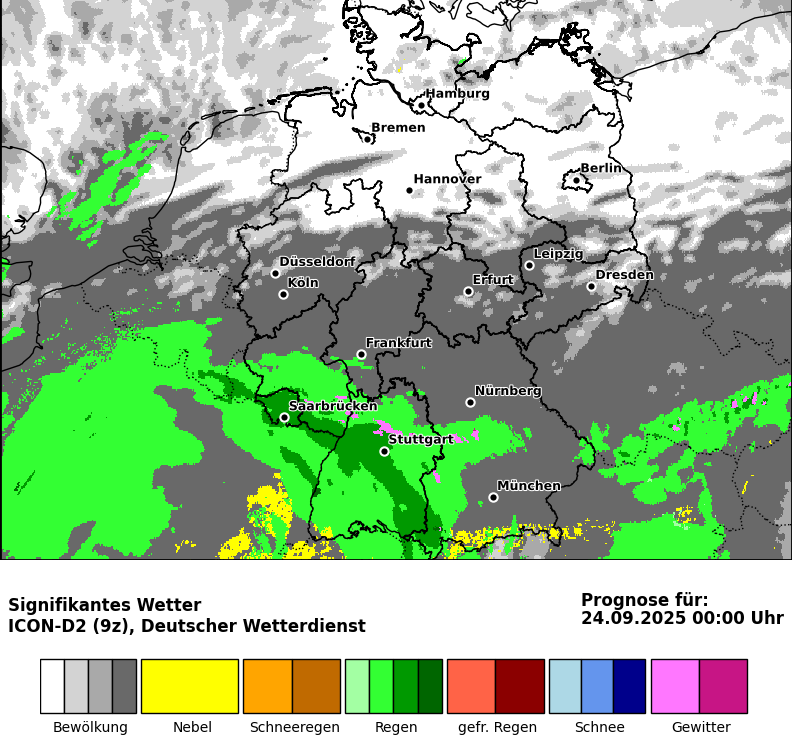 Hamburg
Bremen
Berlin
Hannover
Düsseldorf
Leipzig
Köln
Erfurt
Dresden
Frankfurt
Nürnberg
Saarbrücken
Stuttgart
München
Signifikantes Wetter
ICON-D2 (9z), Deutscher Wetterdienst
Prognose für:
24.09.2025 00:00 Uhr
Bewölkung Nebel Schneeregen Regen gefr. Regen Schnee Gewitter